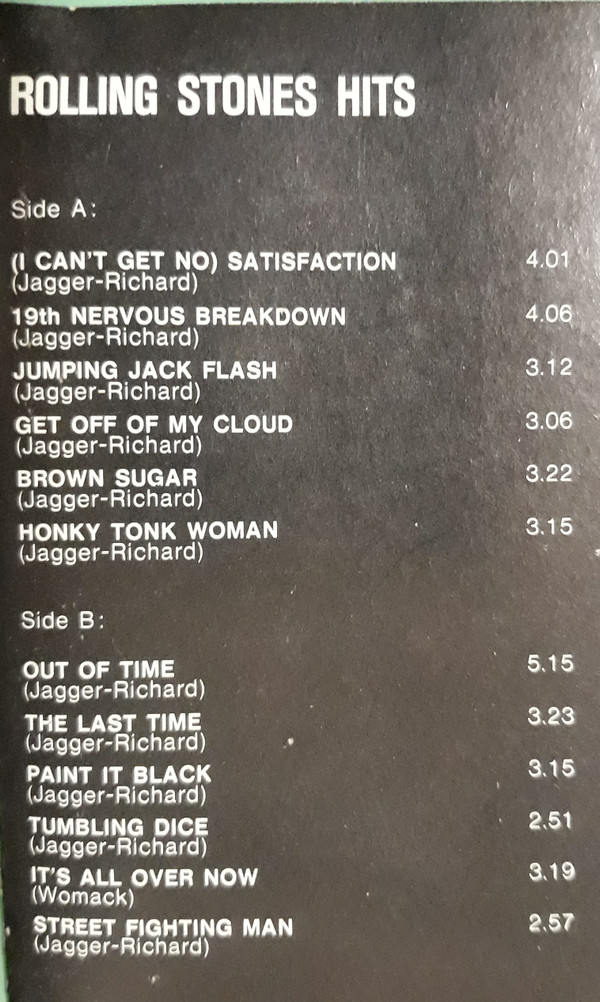 ROLLING STONES HITS
Side A:
(I CAN'T GET NO) SATISFACTION 4.01
(Jagger-Richard)
19th NERVOUS BREAKDOWN 4.06
(Jagger-Richard)
JUMPING JACK FLASH 3.12
(Jagger-Richard)
GET OFF OF MY CLOUD 3.06
(Jagger-Richard)
BROWN SUGAR 3.22
(Jagger-Richard)
HONKY TONK WOMAN 3.15
(Jagger-Richard)
Side B:
OUT OF TIME 5.15
(Jagger-Richard)
THE LAST TIME 3.23
(Jagger-Richard)
PAINT IT BLACK 3.15
(Jagger-Richard)
TUMBLING DICE 2.51
(Jagger-Richard)
IT'S ALL OVER NOW 3.19
(Womack)
STREET FIGHTING MAN 2.57
(Jagger-Richard)